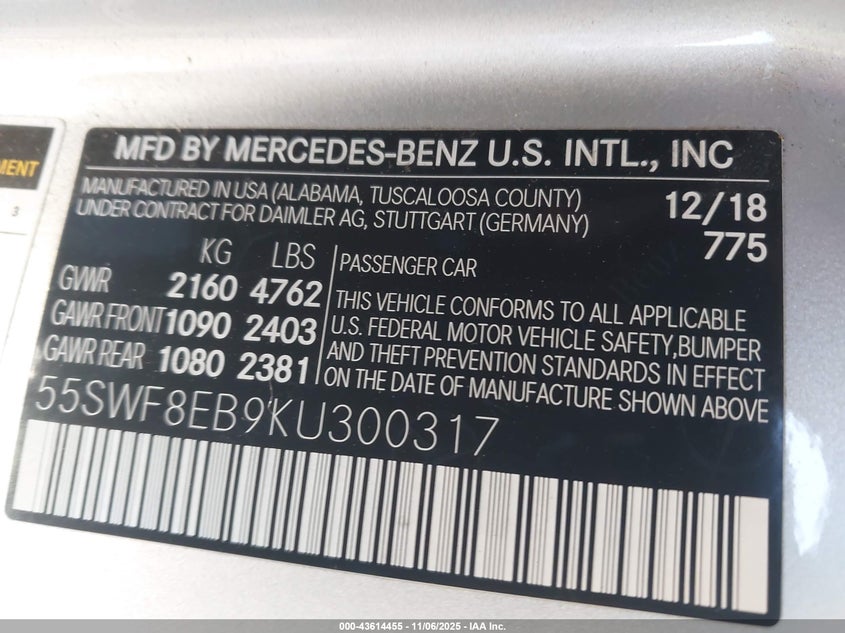 MENT
3
MFD BY MERCEDES-BENZ U.S. INTL., INC
MANUFACTURED IN USA (ALABAMA, TUSCALOOSA COUNTY)
UNDER CONTRACT FOR DAIMLER AG, STUTTGART (GERMANY)
12/18
775
KG LBS
GVWR 2160 4762
GAWR FRONT 1090 2403
GAWR REAR 1080 2381
PASSENGER CAR
THIS VEHICLE CONFORMS TO ALL APPLICABLE
U.S. FEDERAL MOTOR VEHICLE SAFETY,BUMPER
AND THEFT PREVENTION STANDARDS IN EFFECT
ON THE DATE OF MANUFACTURE SHOWN ABOVE
55SWF8EB9KU300317
000-43614455 - 11/06/2025 - IAA Inc.